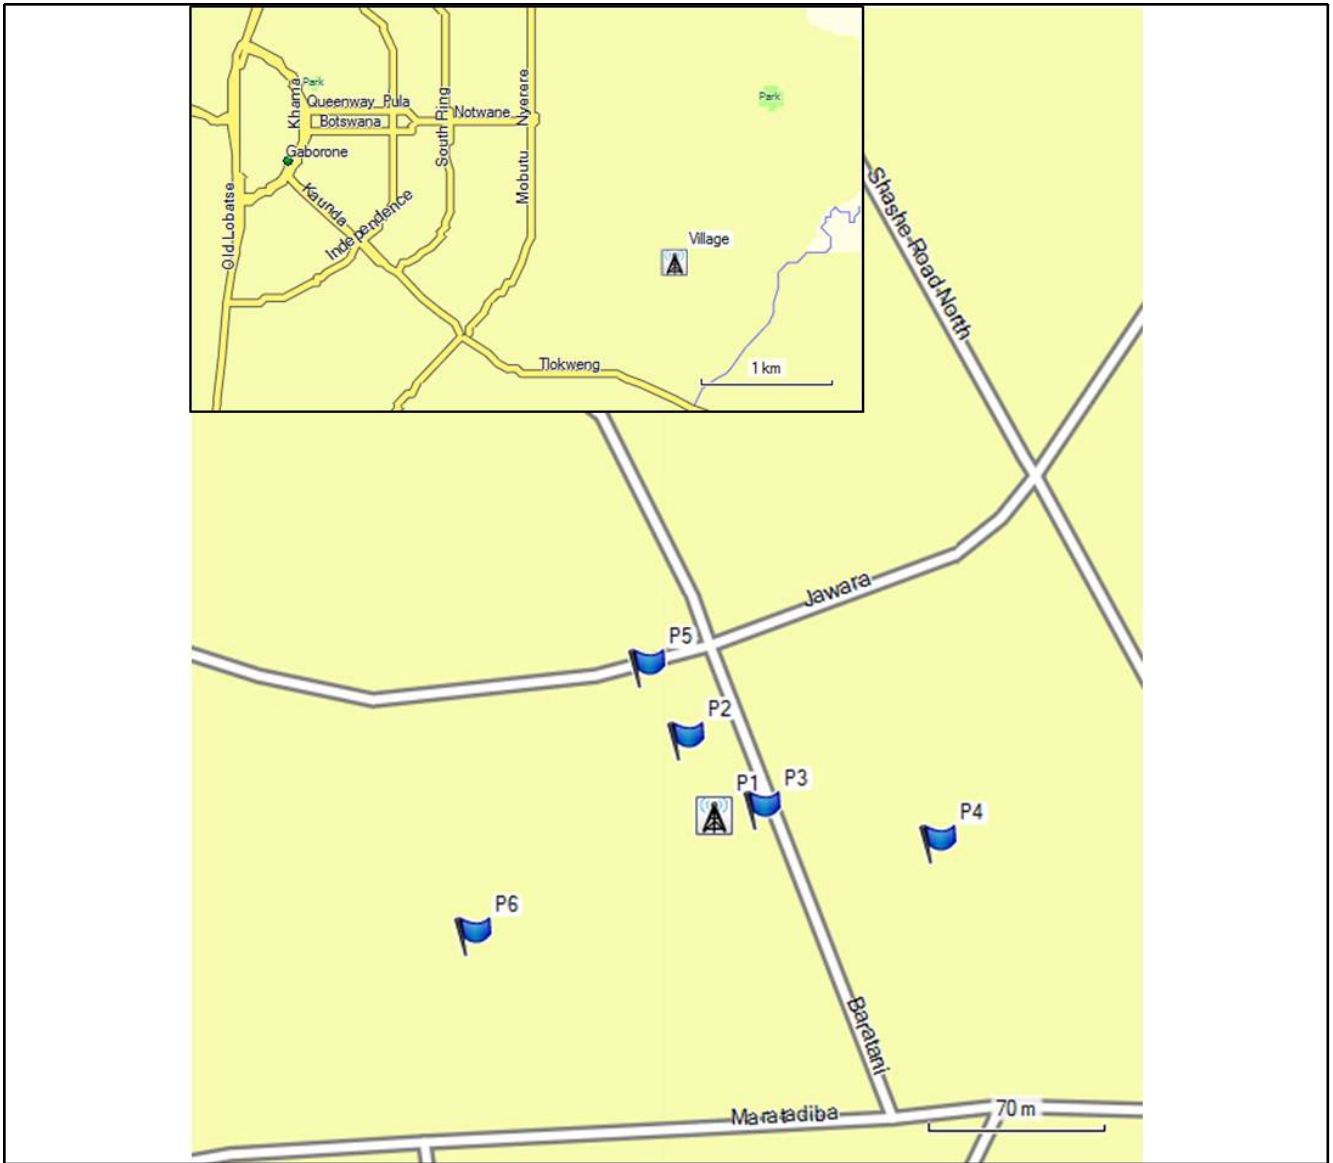 Park
Khama
Queenway Pula
Botswana
South Ring
Notwane
Mobutu Nyerere
Park
Gaborone
Old Lobatse
Kaunda
Independence
Village
Tlokweng
1 km
Shashe Road North
Jawara
P5
P2
P1
P3
P4
P6
Baratani
Maratadiba
70 m